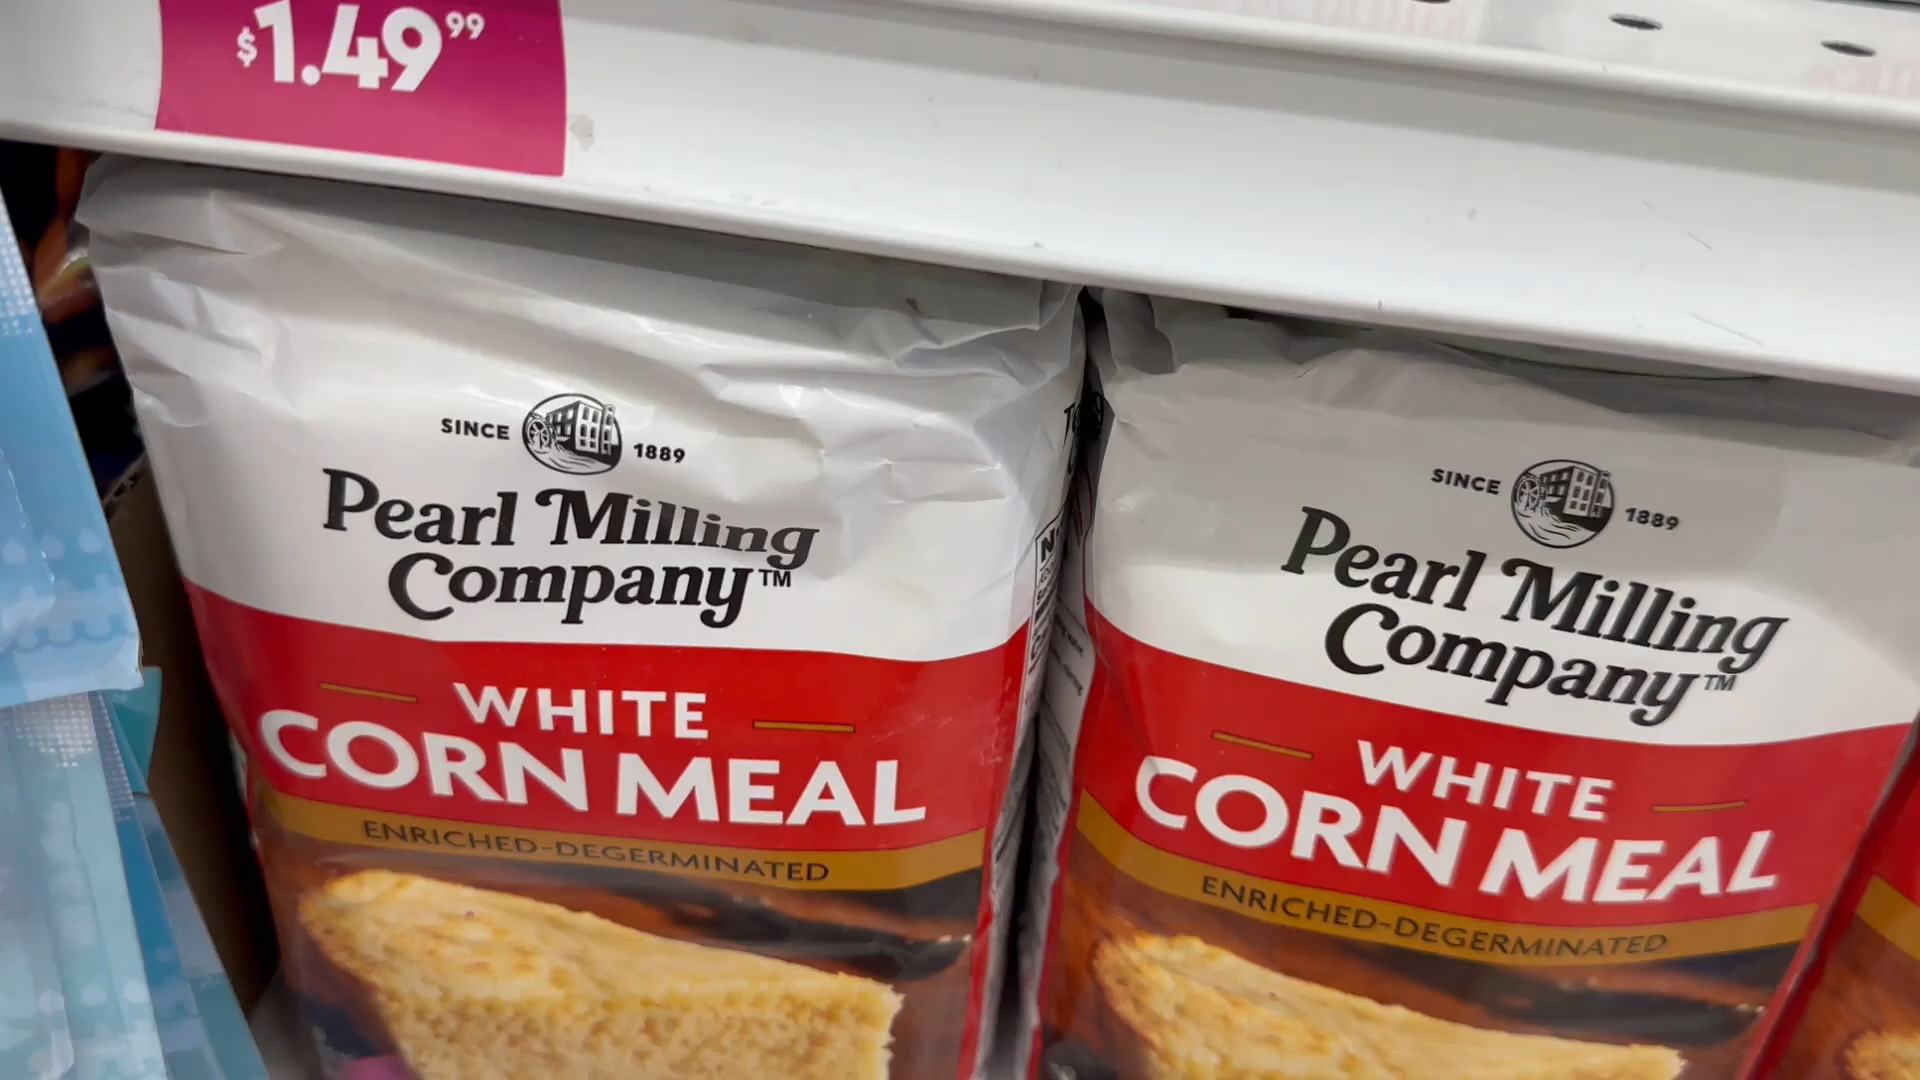 $1.49 99
SINCE 1889
Pearl Milling
Company™
WHITE
CORN MEAL
ENRICHED-DEGERMINATED
SINCE 1889
Pearl Milling
Company™
WHITE
CORN MEAL
ENRICHED-DEGERMINATED